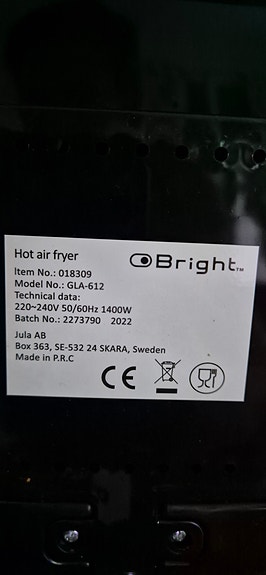 Hot air fryer
Bright™
Item No.: 018309
Model No.: GLA-612
Technical data:
220~240V 50/60Hz 1400W
Batch No.: 2273790 2022
Jula AB
Box 363, SE-532 24 SKARA, Sweden
Made in P.R.C
CE